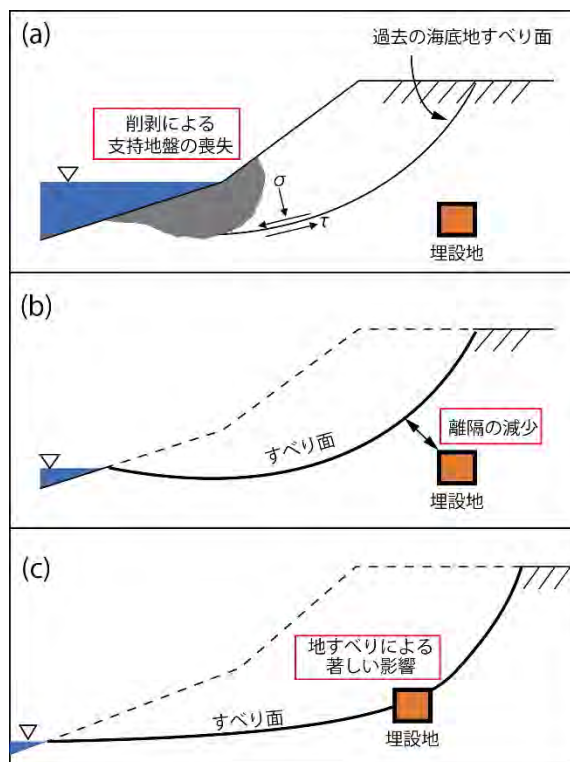 (a)
過去の海底地すべり面
削剥による
支持地盤の喪失
σ
τ
埋設地
(b)
すべり面
離隔の減少
埋設地
(c)
地すべりによる
著しい影響
すべり面
埋設地